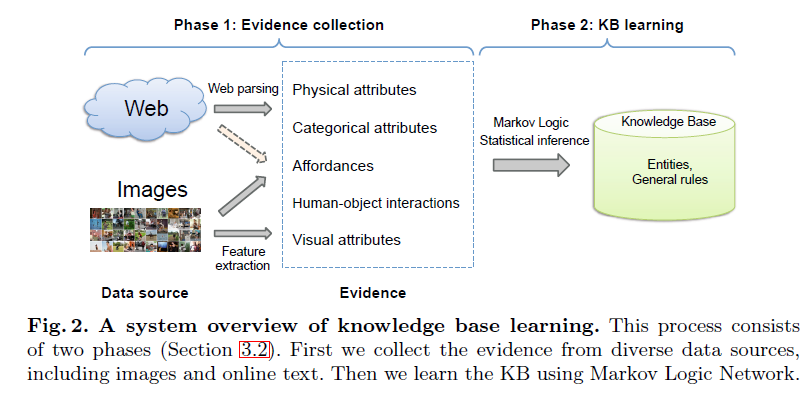 Phase 1: Evidence collection
Phase 2: KB learning
Web
Web parsing
Images
Feature
extraction
Physical attributes
Categorical attributes
Affordances
Human-object interactions
Visual attributes
Markov Logic
Statistical inference
Knowledge Base
Entities,
General rules
Data source
Evidence
Fig. 2. A system overview of knowledge base learning. This process consists
of two phases (Section 3.2). First we collect the evidence from diverse data sources,
including images and online text. Then we learn the KB using Markov Logic Network.